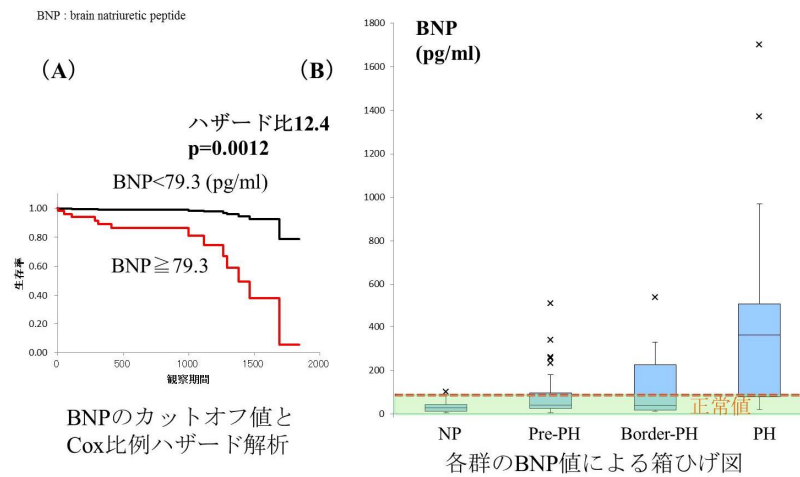 BNP : brain natriuretic peptide
（A）
ハザード比12.4
p=0.0012
BNP<79.3 (pg/ml)
BNP≧79.3
1.00
0.80
0.60
0.40
0.20
0.00
生存率
0
500
1000
1500
2000
観察期間
BNPのカットオフ値と
Cox比例ハザード解析
（B）
BNP
(pg/ml)
1800
1600
1400
1200
1000
800
600
400
200
0
正常値
NP
Pre-PH
Border-PH
PH
各群のBNP値による箱ひげ図